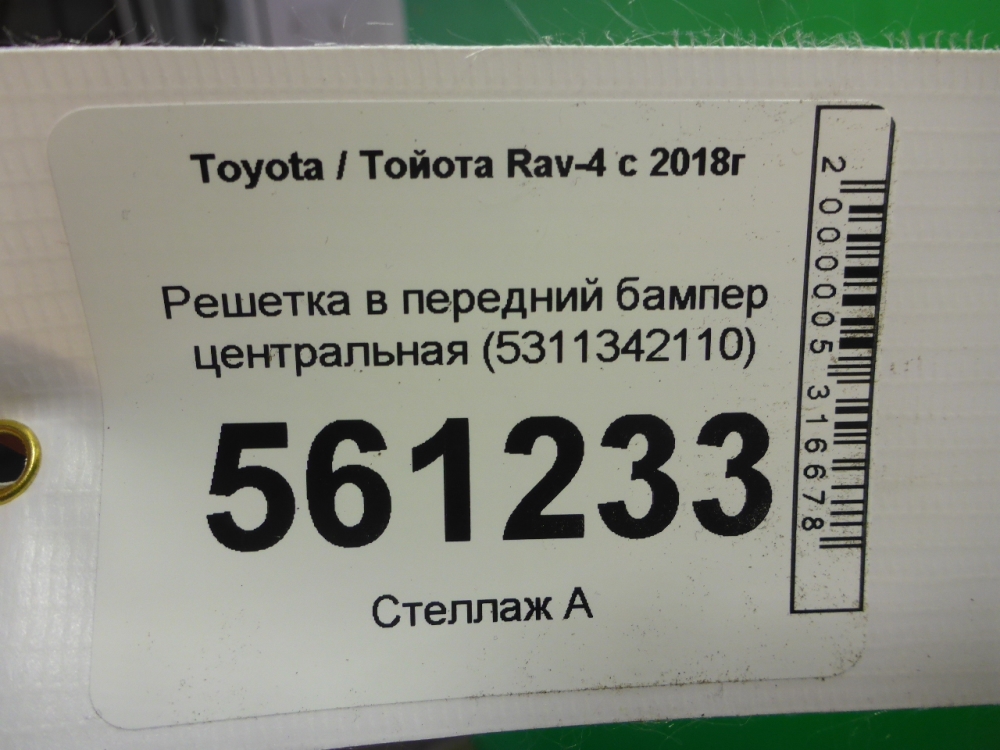 Toyota / Тойота Rav-4 с 2018г
Решетка в передний бампер
центральная (5311342110)
561233
Стеллаж А
2000005316678